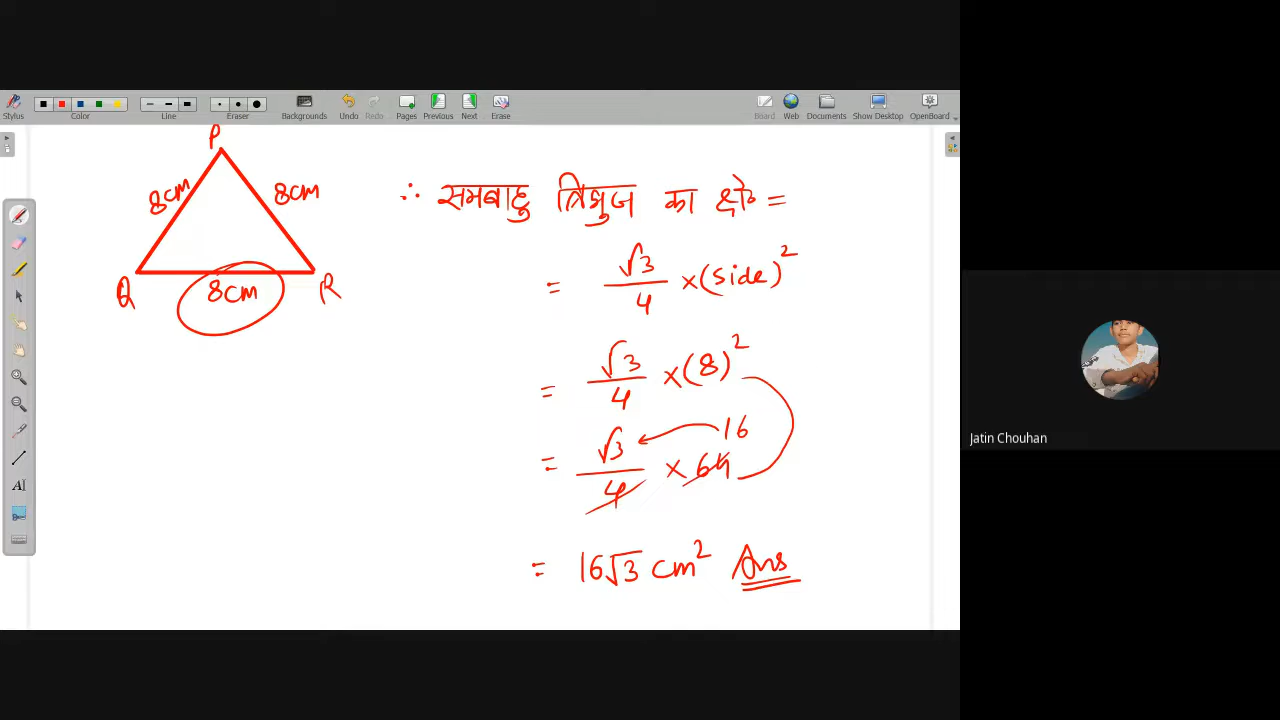 Stylus
Color
Line
Eraser
Backgrounds
Undo
Redo
Pages
Previous
Next
Erase
Board
Web
Documents
Show Desktop
OpenBoard
P
8cm
8cm
Q
8cm
R
∴ समबाहु त्रिभुज का क्षे० =
= √3/4 × (side)²
= √3/4 × (8)²
16
= √3/4 × 64
= 16√3 cm² Ans
Jatin Chouhan